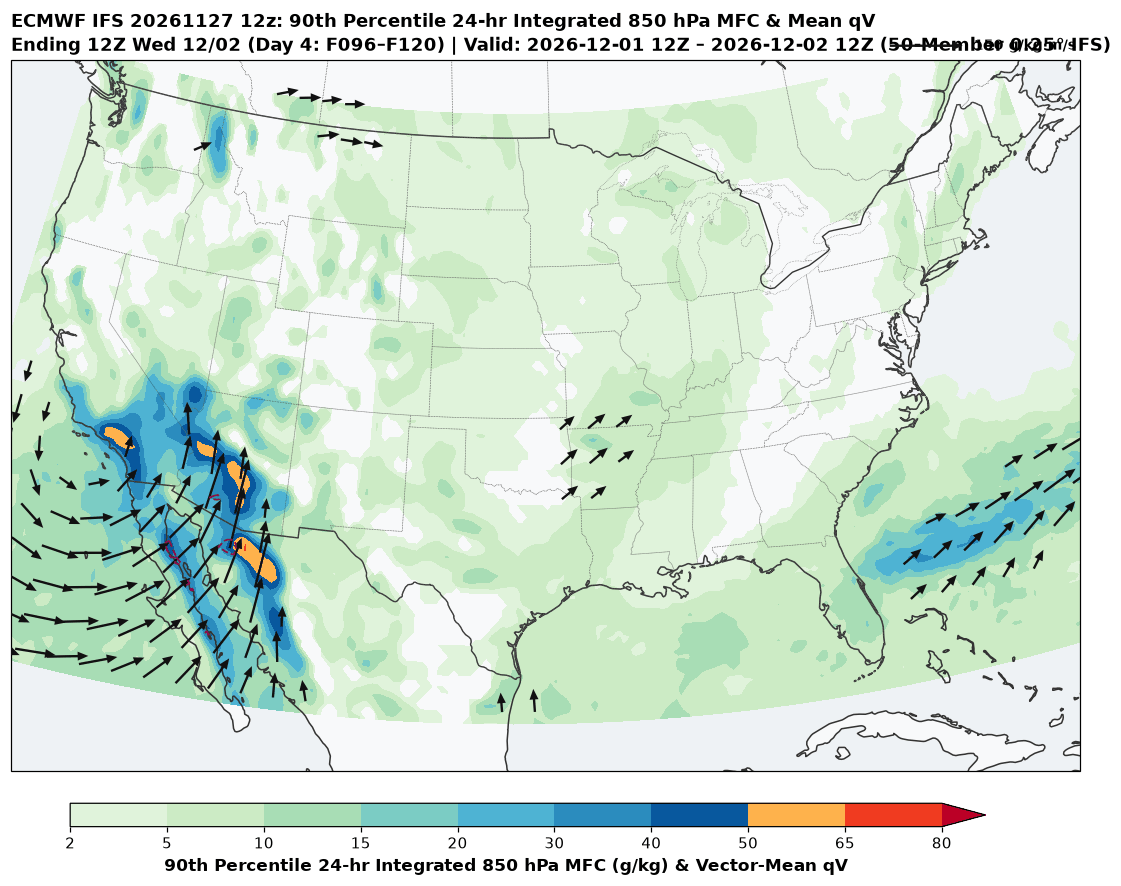 ECMWF IFS 20261127 12z: 90th Percentile 24-hr Integrated 850 hPa MFC & Mean qV
Ending 12Z Wed 12/02 (Day 4: F096–F120) | Valid: 2026-12-01 12Z – 2026-12-02 12Z (50-Member 0.25° IFS)
2 5 10 15 20 30 40 50 65 80
90th Percentile 24-hr Integrated 850 hPa MFC (g/kg) & Vector-Mean qV